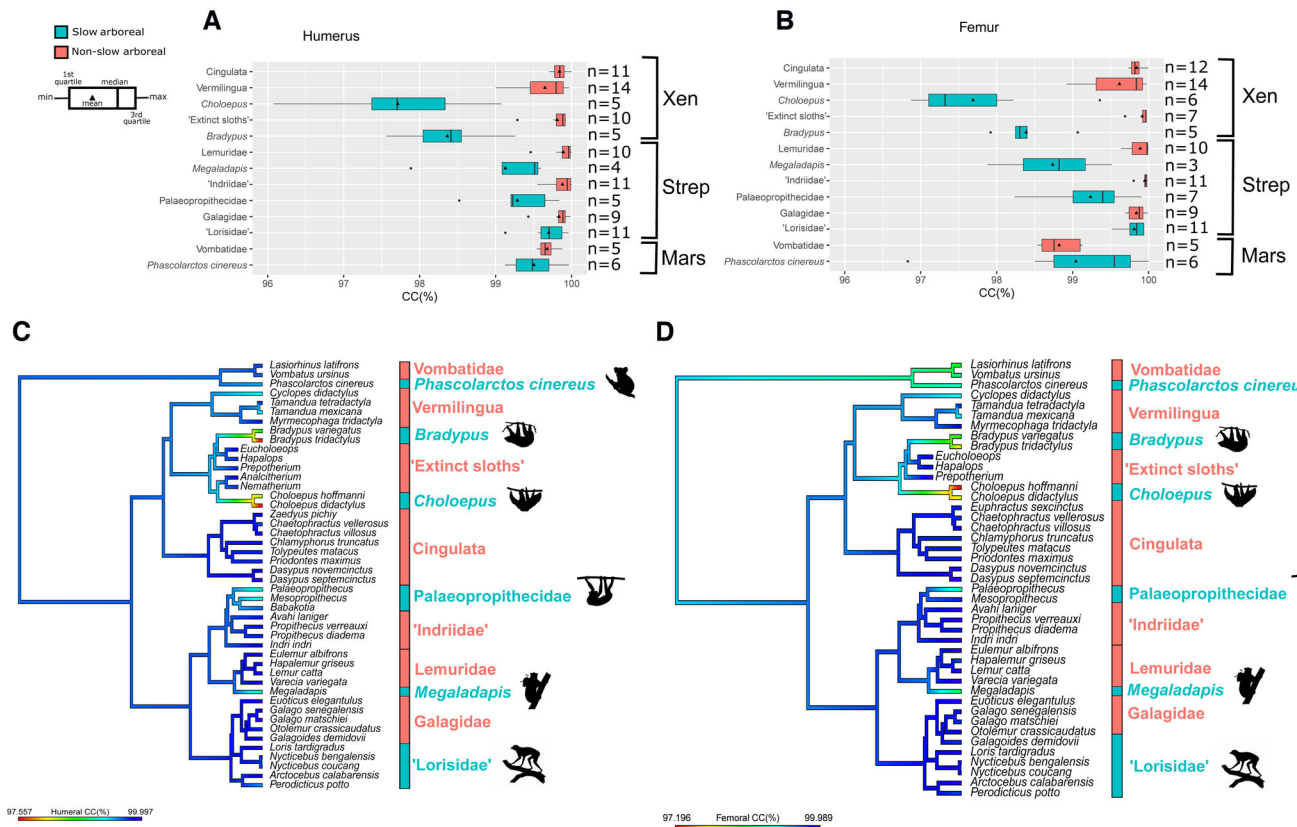 A
Humerus
Slow arboreal
Non-slow arboreal
1st quartile
median
min
max
mean
3rd quartile
Cingulata
n=11
Vermilingua
n=14
Choloepus
n=5
'Extinct sloths'
n=10
Bradypus
n=5
Lemuridae
n=10
Megaladapis
n=4
'Indriidae'
n=11
Palaeopropithecidae
n=5
Galagidae
n=9
'Lorisidae'
n=11
Vombatidae
n=5
Phascolarctos cinereus
n=6
Xen
Strep
Mars
96 97 98 99 100
CC(%)
B
Femur
Cingulata
n=12
Vermilingua
n=14
Choloepus
n=6
'Extinct sloths'
n=7
Bradypus
n=5
Lemuridae
n=10
Megaladapis
n=3
'Indriidae'
n=11
Palaeopropithecidae
n=7
Galagidae
n=9
'Lorisidae'
n=11
Vombatidae
n=5
Phascolarctos cinereus
n=6
Xen
Strep
Mars
96 97 98 99 100
CC(%)
C
Lasiorhinus latifrons
Vombatus ursinus
Phascolarctos cinereus
Cyclopes didactylus
Tamandua tetradactyla
Tamandua mexicana
Myrmecophaga tridactyla
Bradypus variegatus
Bradypus tridactylus
Eucholoeops
Hapalops
Prepotherium
Analcitherium
Nematherium
Choloepus hoffmanni
Choloepus didactylus
Zaedyus pichiy
Chaetophractus vellerosus
Chaetophractus villosus
Chlamyphorus truncatus
Tolypeutes matacus
Priodontes maximus
Dasypus novemcinctus
Dasypus septemcinctus
Palaeopropithecus
Mesopropithecus
Babakotia
Avahi laniger
Propithecus verreauxi
Propithecus diadema
Indri indri
Eulemur albifrons
Hapalemur griseus
Lemur catta
Varecia variegata
Megaladapis
Euoticus elegantulus
Galago senegalensis
Galago matschiei
Otolemur crassicaudatus
Galagoides demidovii
Loris tardigradus
Nycticebus bengalensis
Nycticebus coucang
Arctocebus calabarensis
Perodicticus potto
Vombatidae
Phascolarctos cinereus
Vermilingua
Bradypus
'Extinct sloths'
Choloepus
Cingulata
Palaeopropithecidae
'Indriidae'
Lemuridae
Megaladapis
Galagidae
'Lorisidae'
97.557 Humeral CC(%) 99.997
D
Lasiorhinus latifrons
Vombatus ursinus
Phascolarctos cinereus
Cyclopes didactylus
Tamandua tetradactyla
Tamandua mexicana
Myrmecophaga tridactyla
Bradypus variegatus
Bradypus tridactylus
Eucholoeops
Hapalops
Prepotherium
Choloepus hoffmanni
Choloepus didactylus
Euphractus sexcinctus
Chaetophractus vellerosus
Chaetophractus villosus
Chlamyphorus truncatus
Tolypeutes matacus
Priodontes maximus
Dasypus novemcinctus
Dasypus septemcinctus
Palaeopropithecus
Mesopropithecus
Avahi laniger
Propithecus verreauxi
Propithecus diadema
Indri indri
Eulemur albifrons
Hapalemur griseus
Lemur catta
Varecia variegata
Megaladapis
Euoticus elegantulus
Galago senegalensis
Galago matschiei
Otolemur crassicaudatus
Galagoides demidovii
Loris tardigradus
Nycticebus bengalensis
Nycticebus coucang
Arctocebus calabarensis
Perodicticus potto
Vombatidae
Phascolarctos cinereu
Vermilingua
Bradypus
'Extinct sloths'
Choloepus
Cingulata
Palaeopropithecidae
'Indriidae'
Lemuridae
Megaladapis
Galagidae
'Lorisidae'
97.196 Femoral CC(%) 99.989